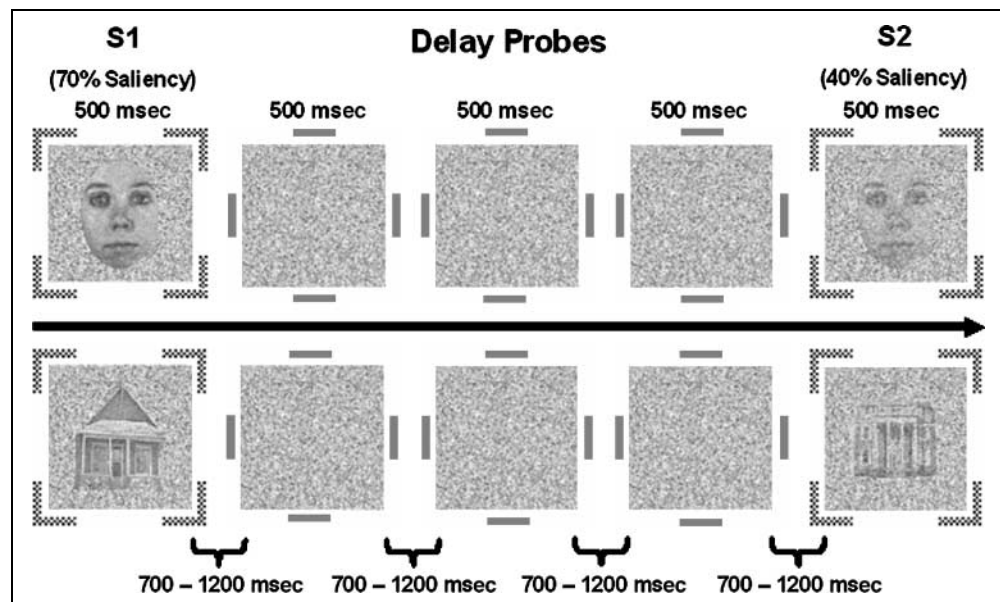 S1 Delay Probes S2
(70% Saliency) (40% Saliency)
500 msec 500 msec 500 msec 500 msec 500 msec
700 – 1200 msec 700 – 1200 msec 700 – 1200 msec 700 – 1200 msec